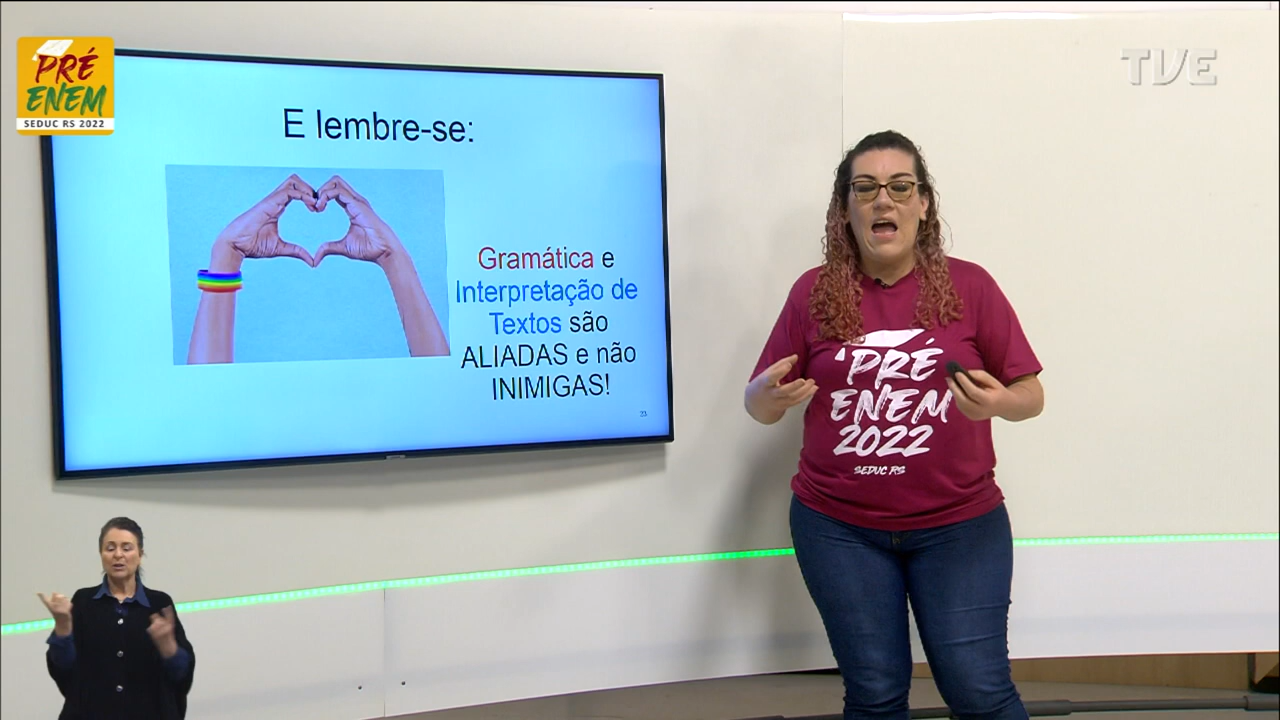 PRÉ
ENEM
SEDUC RS 2022
TVE
E lembre-se:
Gramática e
Interpretação de
Textos são
ALIADAS e não
INIMIGAS!
23
PRÉ
ENEM
2022
SEDUC RS